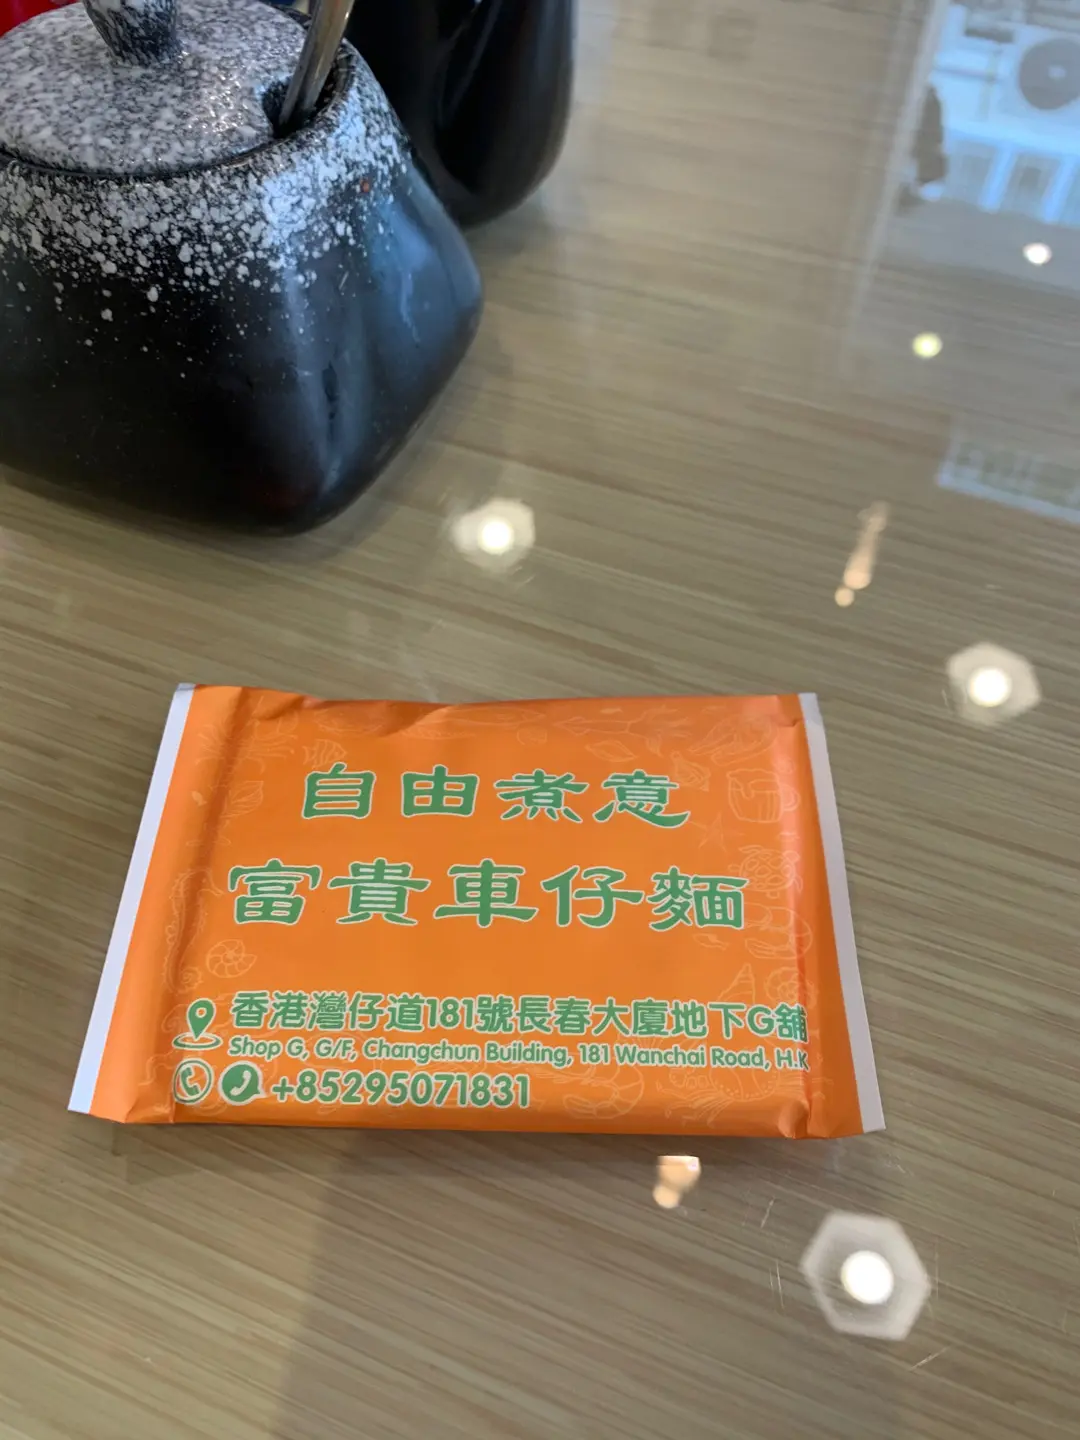 自由煮意
富貴車仔麵
香港灣仔道181號長春大廈地下G舖
Shop G, G/F, Changchun Building, 181 Wanchai Road, H.K
+85295071831